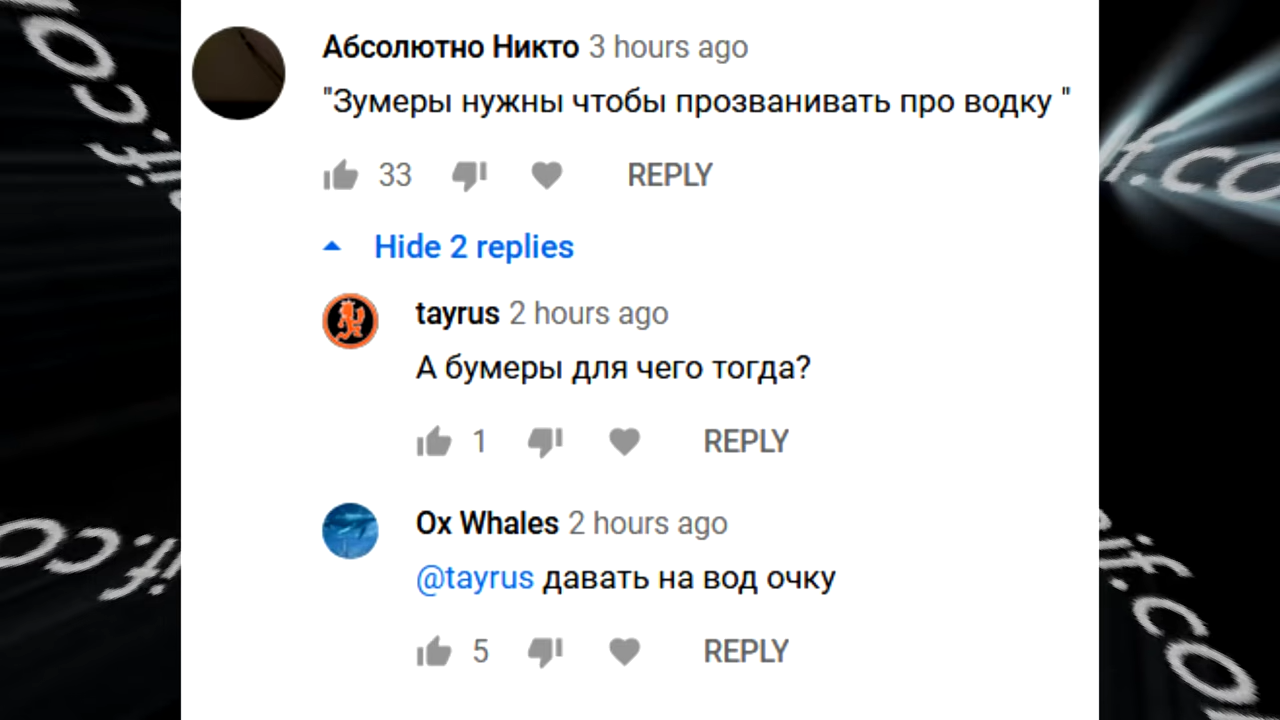 Абсолютно Никто 3 hours ago
"Зумеры нужны чтобы прозванивать про водку "
33 REPLY
Hide 2 replies
tayrus 2 hours ago
А бумеры для чего тогда?
1 REPLY
Ox Whales 2 hours ago
@tayrus давать на вод очку
5 REPLY